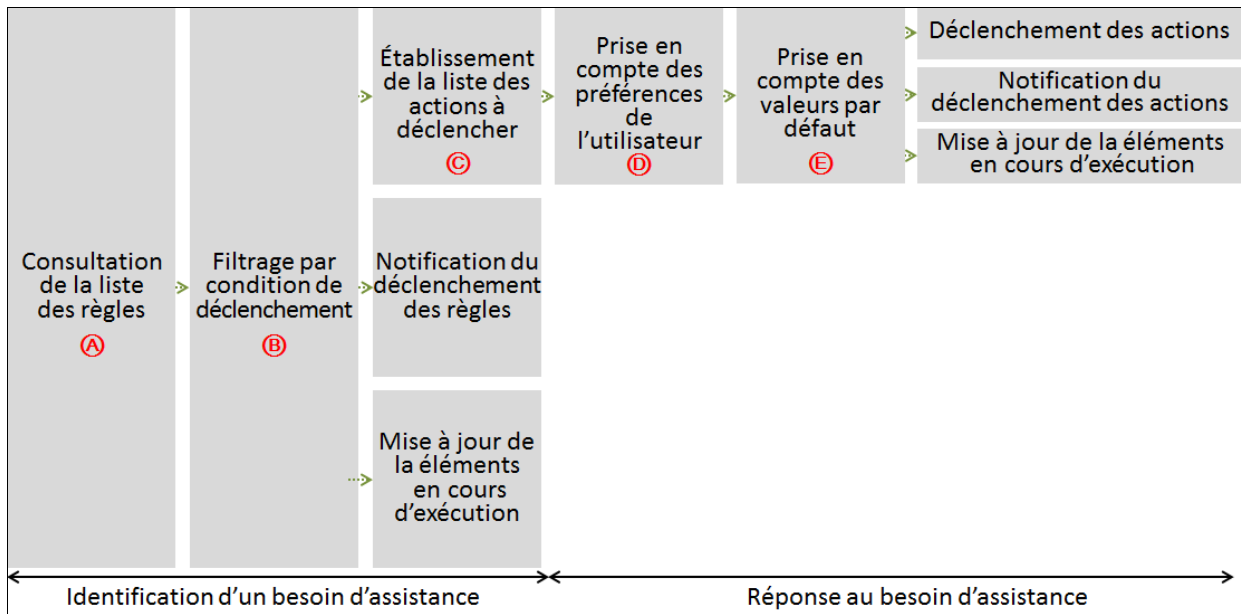 Consultation
de la liste
des règles
Ⓐ
Filtrage par
condition de
déclenchement
Ⓑ
Établissement
de la liste des
actions à
déclencher
Ⓒ
Notification du
déclenchement
des règles
Mise à jour de
la éléments
en cours
d'exécution
Prise en
compte des
préférences
de
l'utilisateur
Ⓓ
Prise en
compte des
valeurs par
défaut
Ⓔ
Déclenchement des actions
Notification du
déclenchement des actions
Mise à jour de la éléments
en cours d'exécution
Identification d'un besoin d'assistance
Réponse au besoin d'assistance